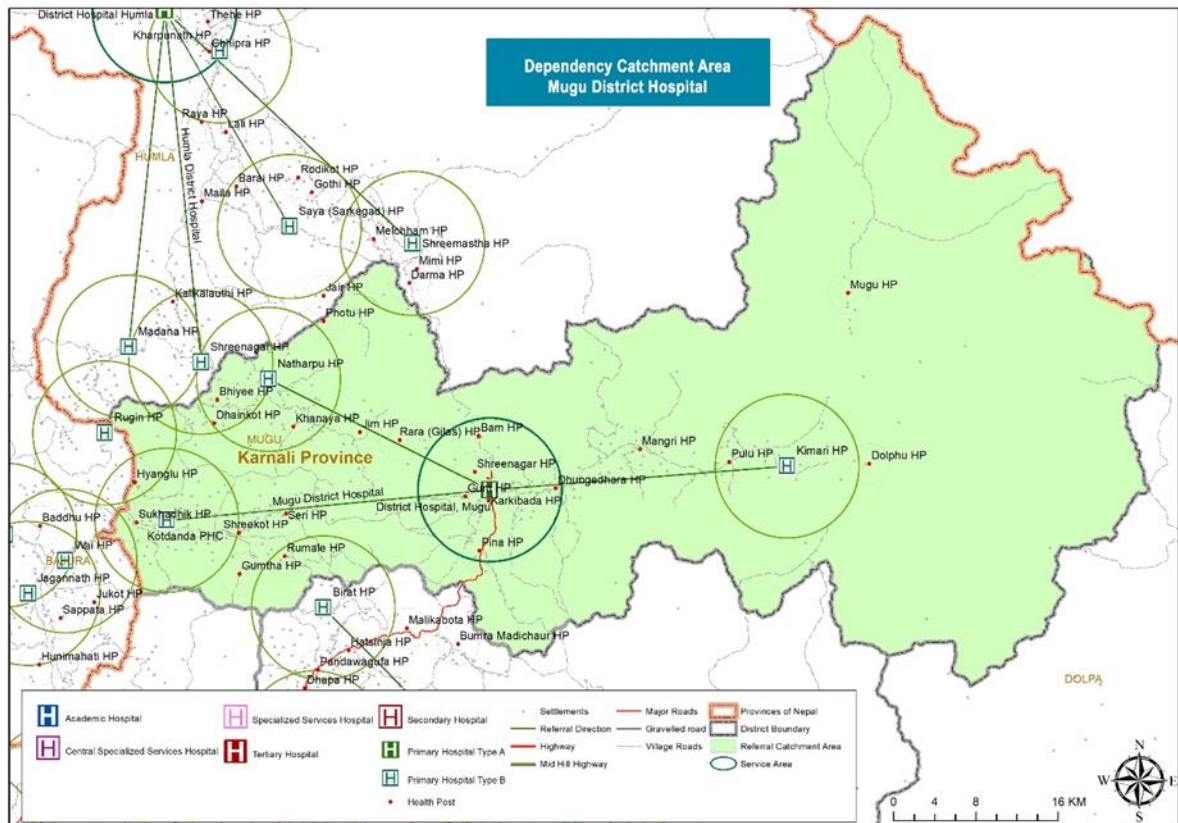 District Hospital Humla
Thehe HP
Kharpunath HP
Chhipra HP
Dependency Catchment Area
Mugu District Hospital
Raya HP
Lali HP
HUMLA
Humla District Hospital
Rodikot HP
Barai HP
Gothi HP
Maila HP
Saya (Sarkegad) HP
Melchham HP
Shreemastha HP
Mimi HP
Darma HP
Jair HP
Mugu HP
Kalikalauthi HP
Photu HP
Madana HP
Shreenagar HP
Natharpu HP
Bhiyee HP
Rugin HP
Dhainkot HP
Khanaya HP
Jim HP
Rara (Gilas) HP
Bam HP
MUGU
Karnali Province
Mangri HP
Pulu HP
Kimari HP
Dolphu HP
Hyanglu HP
Shreenagar HP
Mugu District Hospital
Dhungedhara HP
Karkibada HP
District Hospital, Mugu
Baddhu HP
Sukhadhik HP
Seri HP
Shreekot HP
Kotdanda PHC
Wai HP
Rumale HP
Pina HP
Jagannath HP
Gumtha HP
Jukot HP
Sappata HP
Birat HP
Malikabota HP
Bumra Madichaur HP
Hatsinja HP
Hunimahati HP
Pandawagufa HP
Dhapa HP
DOLPA
Academic Hospital
Central Specialized Services Hospital
Specialized Services Hospital
Tertiary Hospital
Secondary Hospital
Primary Hospital Type A
Primary Hospital Type B
Health Post
Settlements
Referral Direction
Highway
Mid Hill Highway
Major Roads
Gravelled road
Village Roads
Provinces of Nepal
District Boundary
Referral Catchment Area
Service Area
N
W
E
S
0 4 8 16 KM